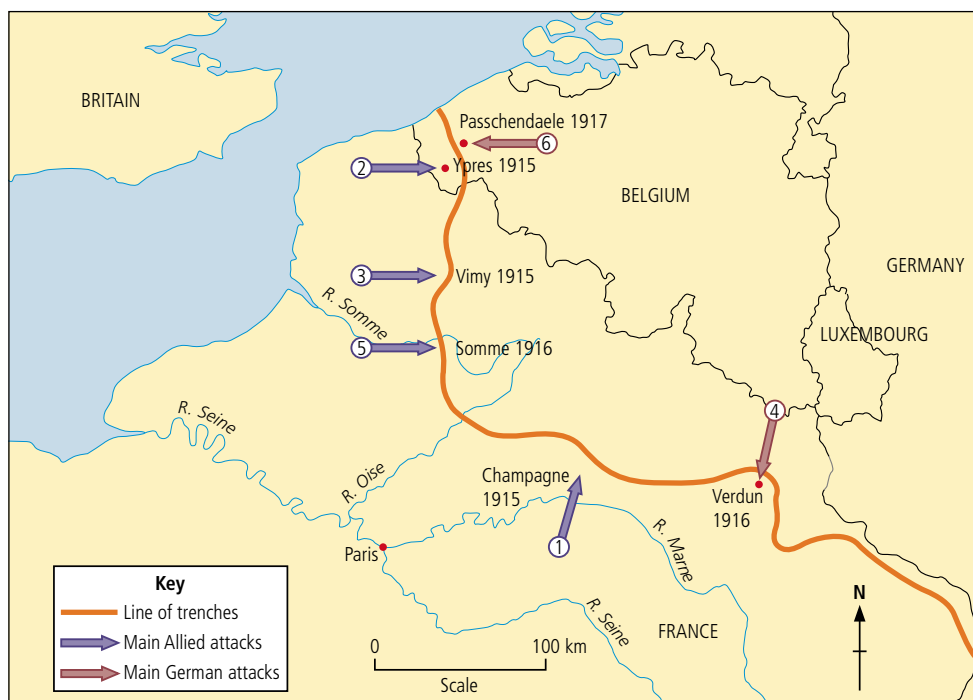 BRITAIN
Passchendaele 1917
6
2
Ypres 1915
BELGIUM
GERMANY
3
Vimy 1915
R. Somme
LUXEMBOURG
5
Somme 1916
R. Seine
4
R. Oise
Champagne
1915
Verdun
1916
1
Paris
R. Marne
Key
Line of trenches
Main Allied attacks
Main German attacks
R. Seine
FRANCE
N
0
100 km
Scale